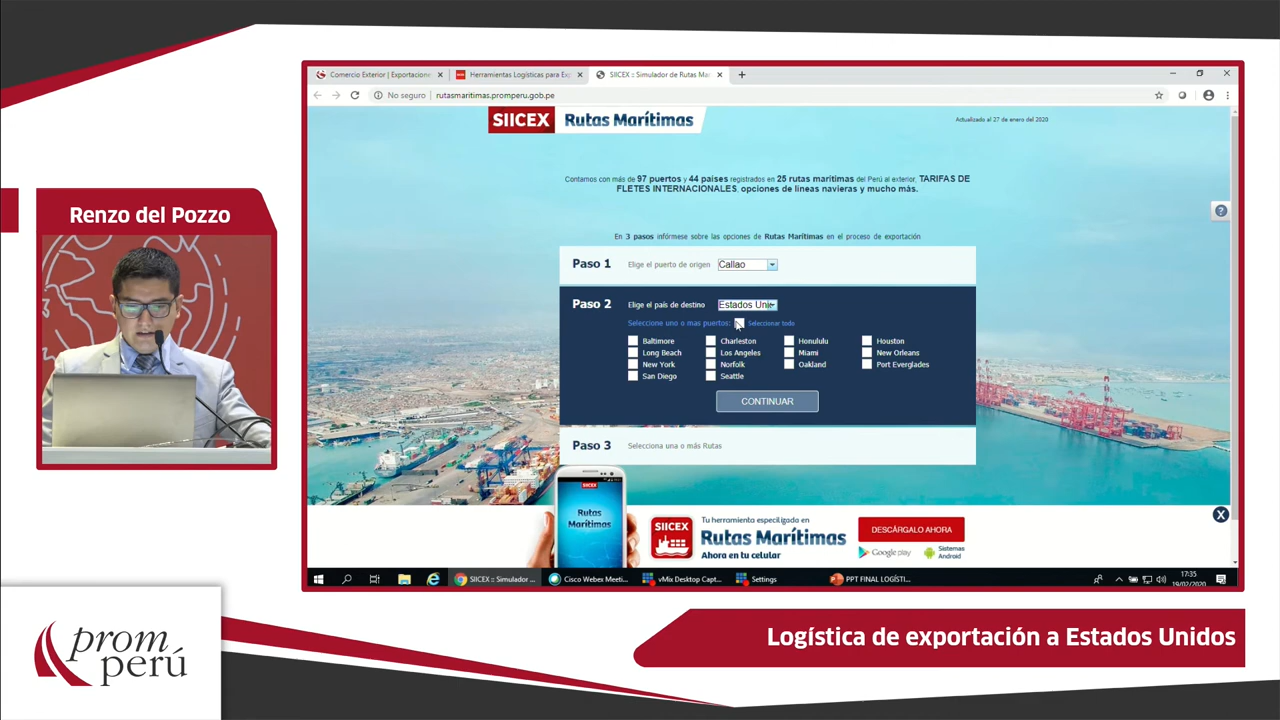 Renzo del Pozzo
Comercio Exterior | Exportacione
Herramientas Logísticas para Exp
SIICEX :: Simulador de Rutas Mar
No seguro
rutasmaritimas.promperu.gob.pe
SIICEX Rutas Marítimas
Actualizado al 27 de enero del 2020
Contamos con más de 97 puertos y 44 países registrados en 25 rutas marítimas del Perú al exterior, TARIFAS DE
FLETES INTERNACIONALES, opciones de líneas navieras y mucho más.
En 3 pasos infórmese sobre las opciones de Rutas Marítimas en el proceso de exportación
Paso 1 Elige el puerto de origen Callao
Paso 2 Elige el país de destino Estados Unid
Seleccione uno o mas puertos: Seleccionar todo
Baltimore Charleston Honululu Houston
Long Beach Los Angeles Miami New Orleans
New York Norfolk Oakland Port Everglades
San Diego Seattle
CONTINUAR
Paso 3 Selecciona una o más Rutas
SIICEX
Rutas
Marítimas
SIICEX
Tu herramienta especiligada en
Rutas Marítimas
Ahora en tu celular
DESCÁRGALO AHORA
Google play
Sistemas
Android
SIICEX :: Simulador ...
Cisco Webex Meeti...
vMix Desktop Capt...
Settings
PPT FINAL LOGÍSTI...
17:35
19/02/2020
prom
perú
Logística de exportación a Estados Unidos